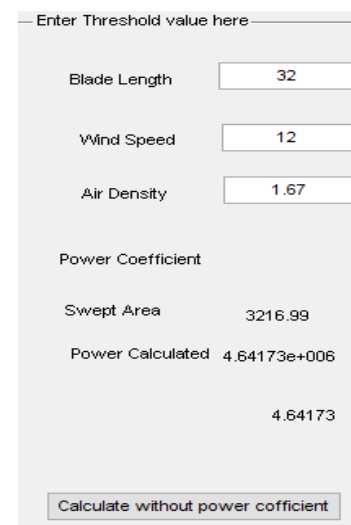 Enter Threshold value here
Blade Length 32
Wind Speed 12
Air Density 1.67
Power Coefficient
Swept Area 3216.99
Power Calculated 4.64173e+006
4.64173
Calculate without power cofficient